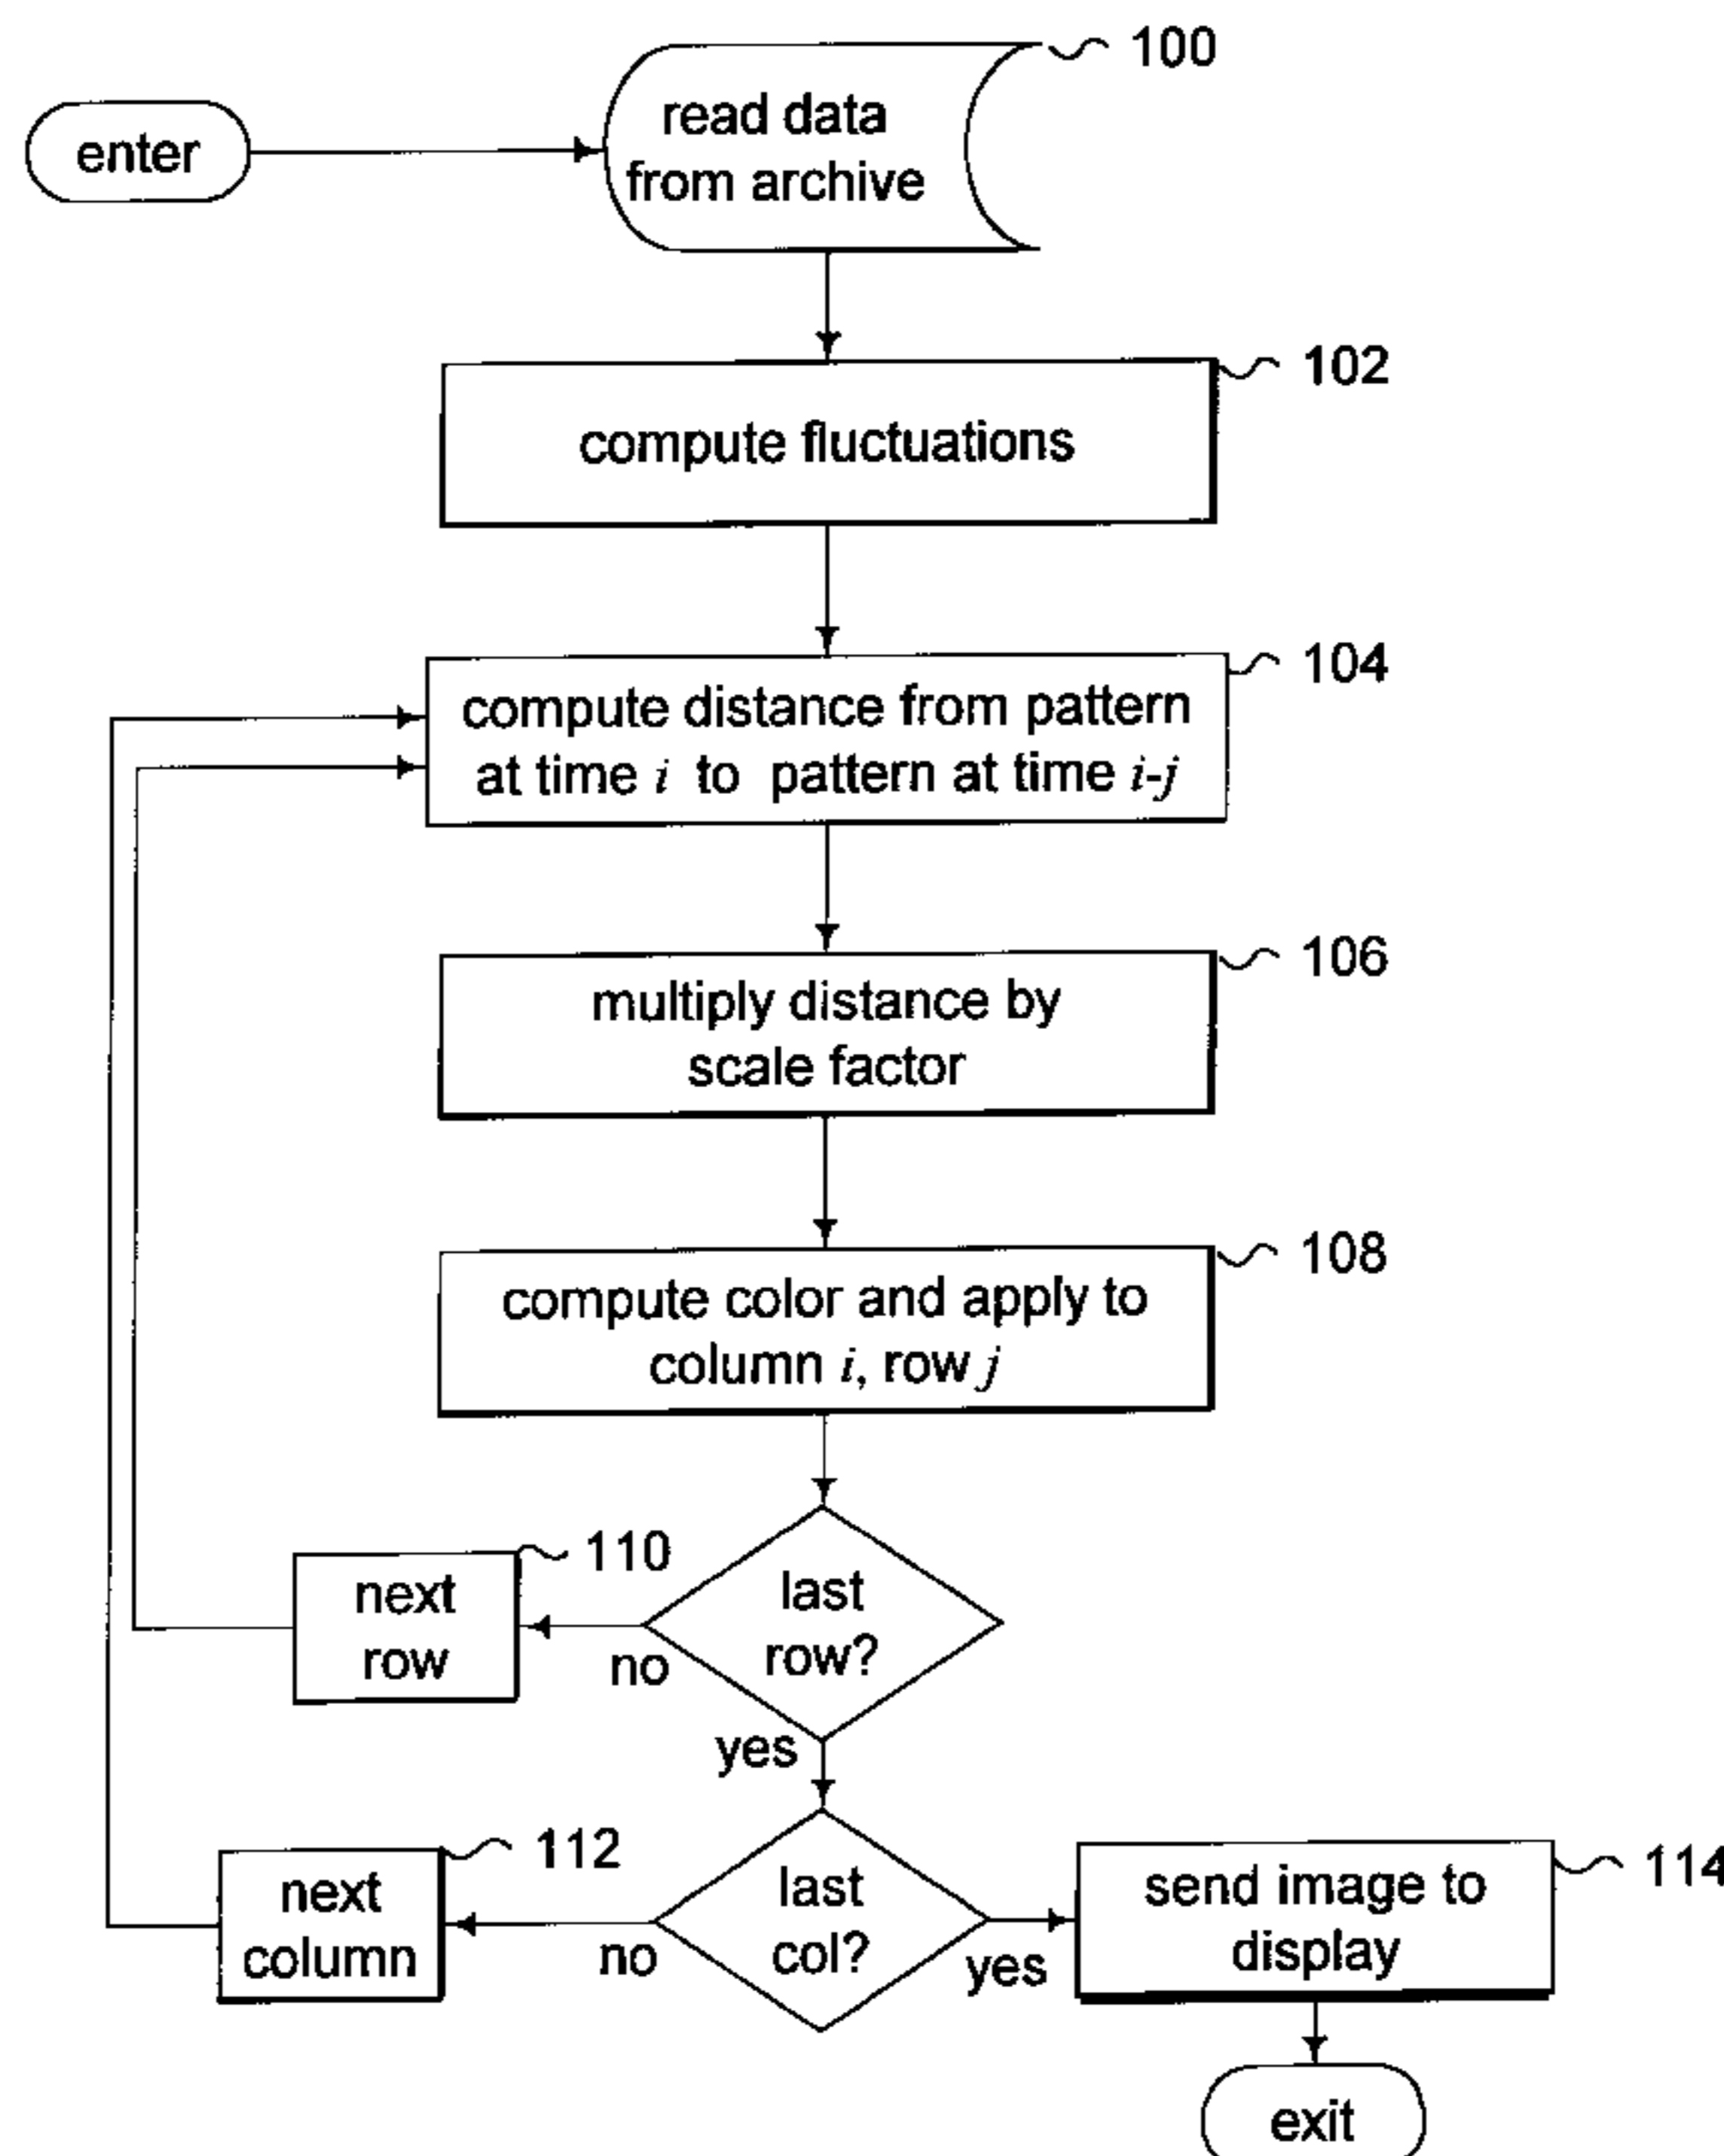 100
enter
read data
from archive
102
compute fluctuations
104
compute distance from pattern
at time i to pattern at time i-j
106
multiply distance by
scale factor
108
compute color and apply to
column i, row j
110
next
row
last
row?
no
yes
112
next
column
last
col?
no
yes
114
send image to
display
exit